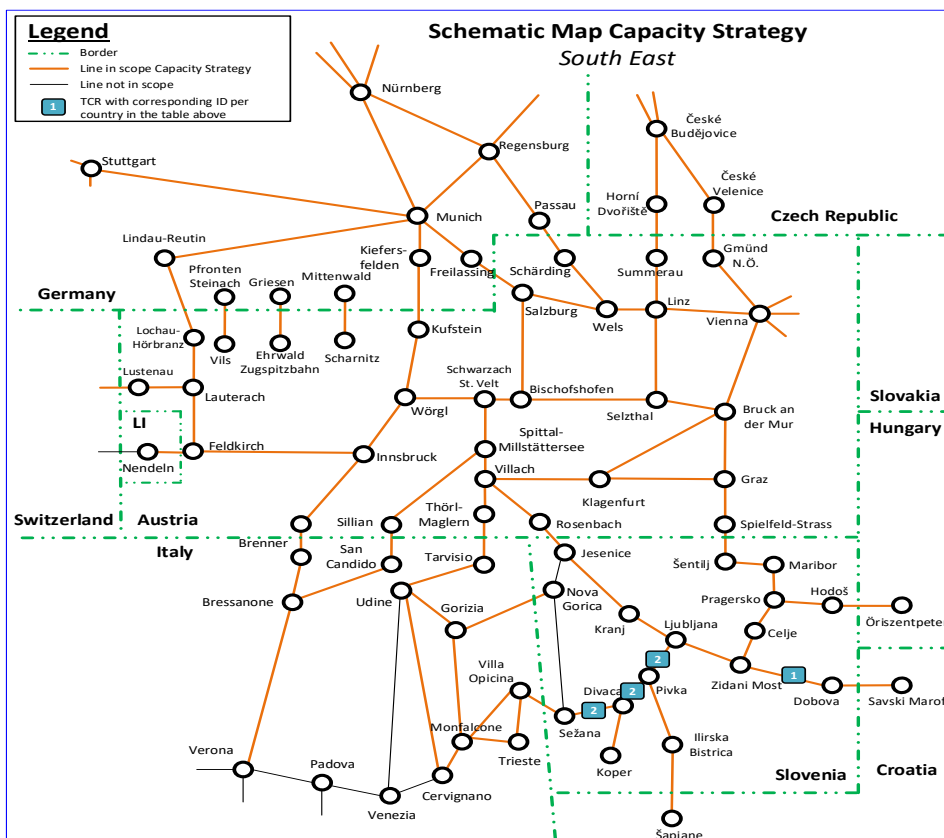 Legend
Border
Line in scope Capacity Strategy
Line not in scope
1
TCR with corresponding ID per
country in the table above
Schematic Map Capacity Strategy
South East
Nürnberg
Regensburg
České
Budějovice
Stuttgart
České
Velenice
Horní
Dvořiště
Passau
Munich
Czech Republic
Lindau-Reutin
Kiefers-
felden
Freilassing
Schärding
Summerau
Gmünd
N.Ö.
Pfronten
Steinach
Griesen
Mittenwald
Germany
Salzburg
Wels
Linz
Vienna
Lochau-
Hörbranz
Vils
Ehrwald
Zugspitzbahn
Scharnitz
Kufstein
Lustenau
Lauterach
Schwarzach
St. Velt
Bischofshofen
Wörgl
Selzthal
Bruck an
der Mur
Slovakia
Hungary
LI
Feldkirch
Nendeln
Innsbruck
Spittal-
Millstättersee
Villach
Klagenfurt
Graz
Switzerland
Austria
Sillian
Thörl-
Maglern
Rosenbach
Spielfeld-Strass
Italy
Brenner
San
Candido
Tarvisio
Jesenice
Šentilj
Maribor
Bressanone
Udine
Gorizia
Nova
Gorica
Kranj
Ljubljana
Pragersko
Hodoš
Öriszentpeter
Celje
Villa
Opicina
2
Divača
2
Pivka
Zidani Most
1
Dobova
Savski Marof
2
Sežana
Monfalcone
Trieste
Koper
Ilirska
Bistrica
Verona
Padova
Venezia
Cervignano
Slovenia
Croatia
Šapjane